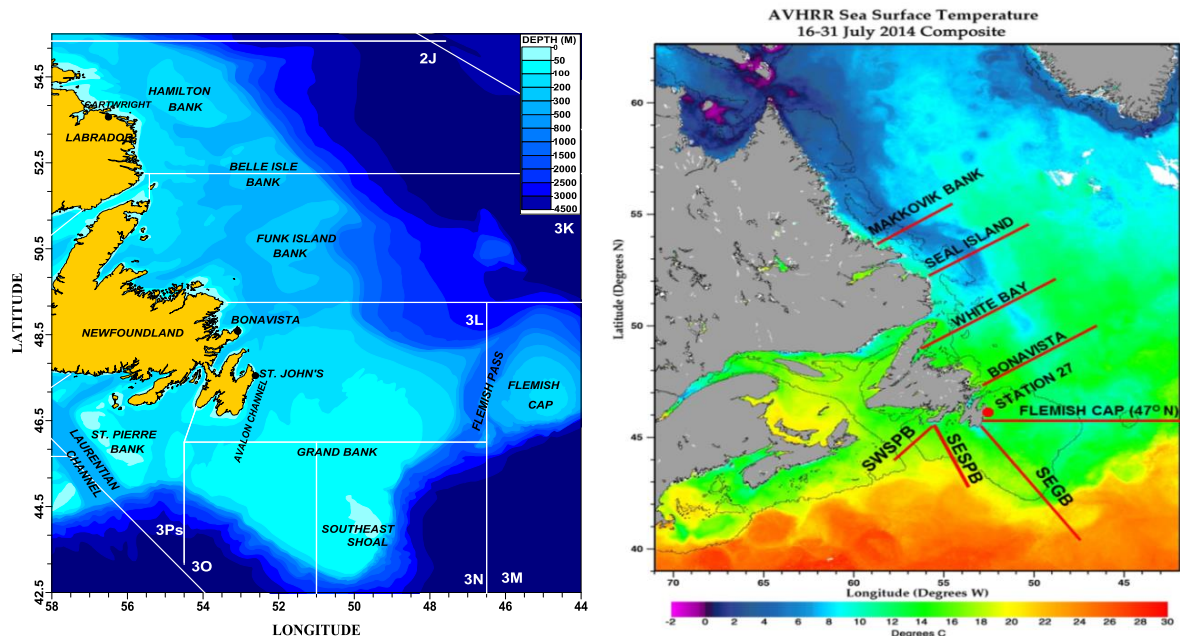 DEPTH (M)
0
50
100
200
300
500
800
1000
1500
2000
2500
3000
4500
2J
HAMILTON
BANK
CARTWRIGHT
LABRADOR
BELLE ISLE
BANK
3K
FUNK ISLAND
BANK
3L
BONAVISTA
NEWFOUNDLAND
ST. JOHN'S
FLEMISH PASS
FLEMISH
CAP
AVALON CHANNEL
ST. PIERRE
BANK
GRAND BANK
LAURENTIAN
CHANNEL
SOUTHEAST
SHOAL
3Ps
3O
3N
3M
54.5
52.5
50.5
48.5
46.5
44.5
42.5
LATITUDE
58
56
54
52
50
48
46
44
LONGITUDE
AVHRR Sea Surface Temperature
16-31 July 2014 Composite
60
55
50
45
40
Latitude (Degrees N)
MAKKOVIK BANK
SEAL ISLAND
WHITE BAY
BONAVISTA
STATION 27
FLEMISH CAP (47° N)
SWSPB
SESPB
SEGB
70
65
60
55
50
45
Longitude (Degrees W)
-2
0
2
4
6
8
10
12
14
16
18
20
22
24
26
28
30
Degrees C